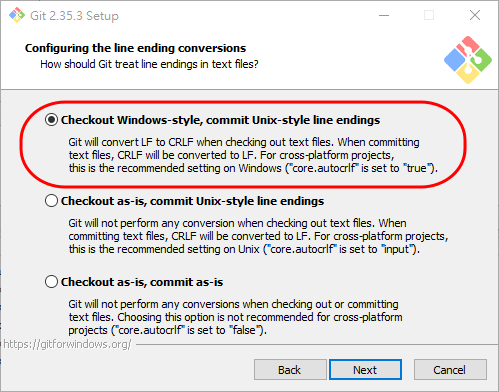 Git 2.35.3 Setup
Configuring the line ending conversions
How should Git treat line endings in text files?
Checkout Windows-style, commit Unix-style line endings
Git will convert LF to CRLF when checking out text files. When committing
text files, CRLF will be converted to LF. For cross-platform projects,
this is the recommended setting on Windows ("core.autocrlf" is set to "true").
Checkout as-is, commit Unix-style line endings
Git will not perform any conversion when checking out text files. When
committing text files, CRLF will be converted to LF. For cross-platform projects,
this is the recommended setting on Unix ("core.autocrlf" is set to "input").
Checkout as-is, commit as-is
Git will not perform any conversions when checking out or committing
text files. Choosing this option is not recommended for cross-platform
projects ("core.autocrlf" is set to "false").
https://gitforwindows.org/
Back
Next
Cancel